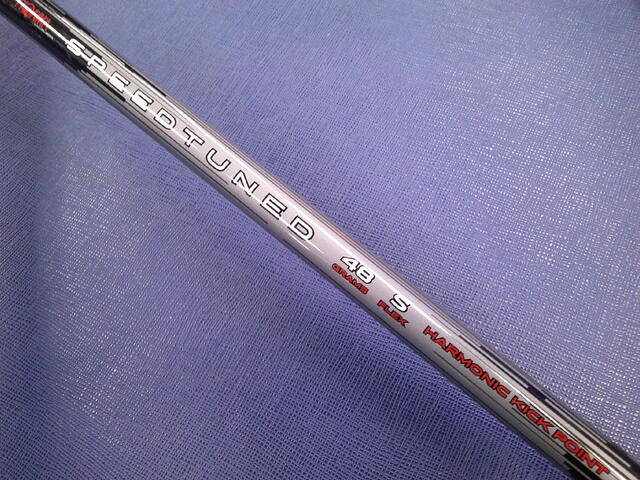 SPEEDTUNED
48 S
GRAMS FLEX
HARMONIC KICK POINT